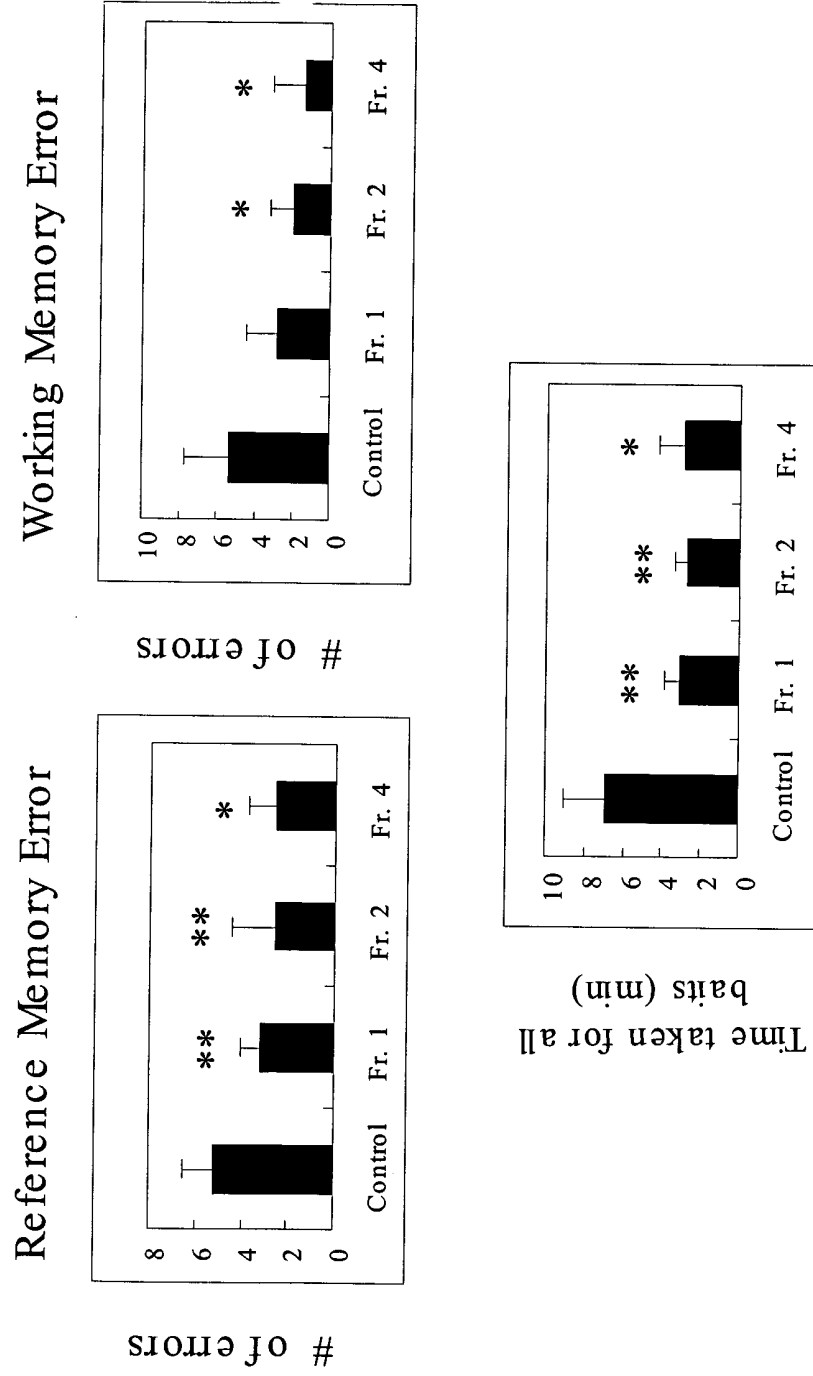 Reference Memory Error
# of errors
8
6
4
2
0
**
**
*
Control Fr. 1 Fr. 2 Fr. 4
Working Memory Error
# of errors
10
8
6
4
2
0
*
*
Control Fr. 1 Fr. 2 Fr. 4
Time taken for all
baits (min)
10
8
6
4
2
0
**
**
*
Control Fr. 1 Fr. 2 Fr. 4